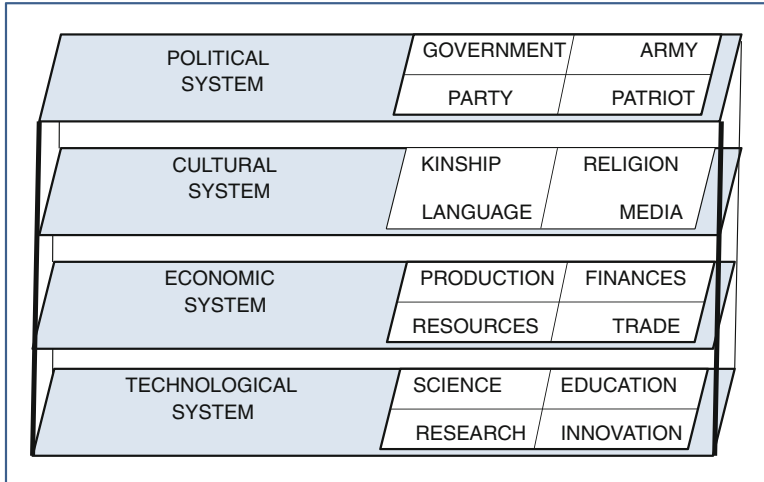 POLITICAL
SYSTEM
GOVERNMENT ARMY
PARTY PATRIOT
CULTURAL
SYSTEM
KINSHIP RELIGION
LANGUAGE MEDIA
ECONOMIC
SYSTEM
PRODUCTION FINANCES
RESOURCES TRADE
TECHNOLOGICAL
SYSTEM
SCIENCE EDUCATION
RESEARCH INNOVATION